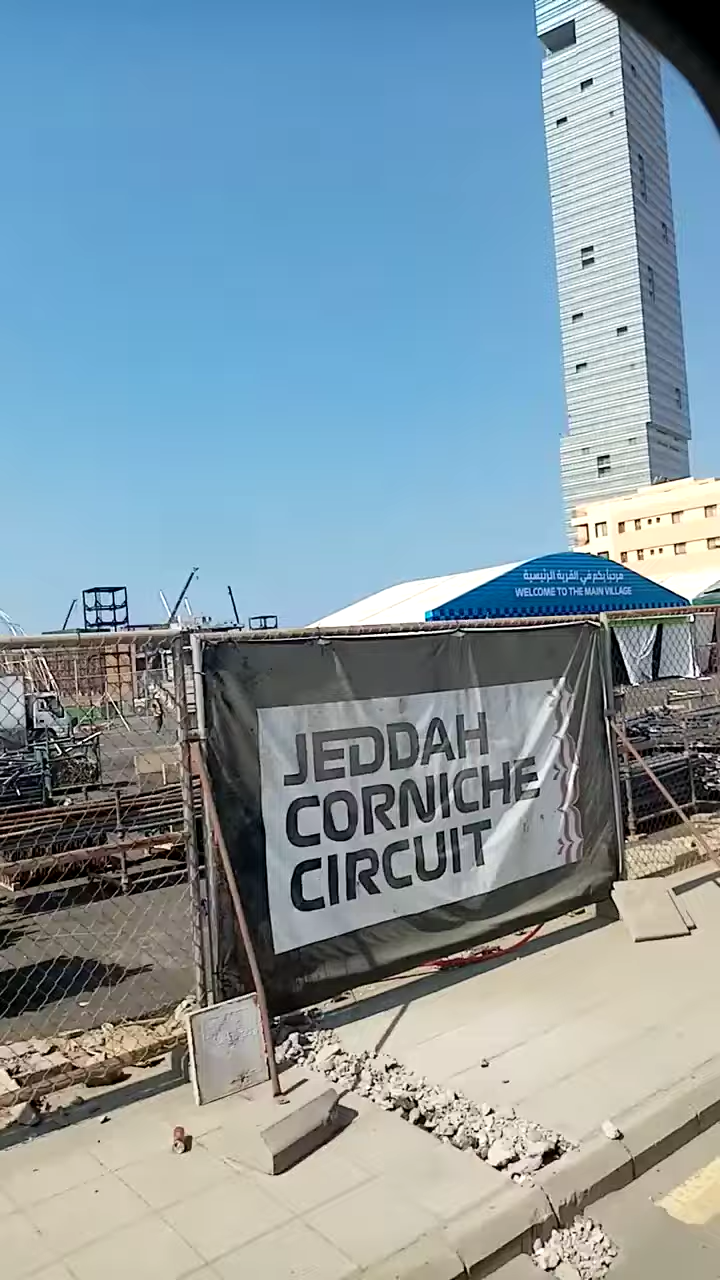 مرحباً بكم في القرية الرئيسية
WELCOME TO THE MAIN VILLAGE
JEDDAH
CORNICHE
CIRCUIT